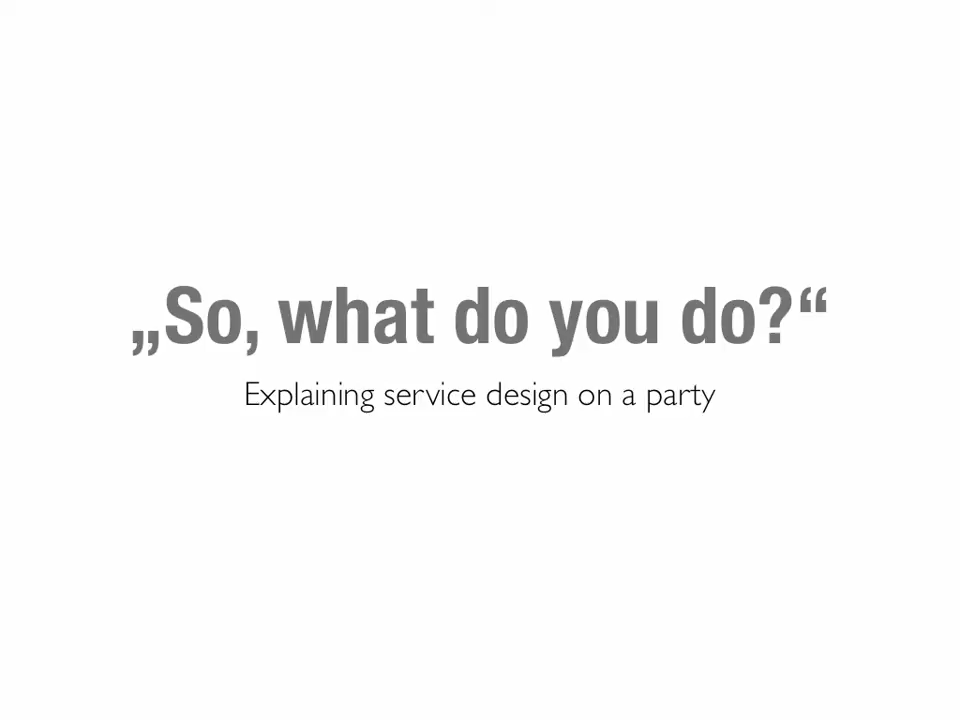 „So, what do you do?“
Explaining service design on a party